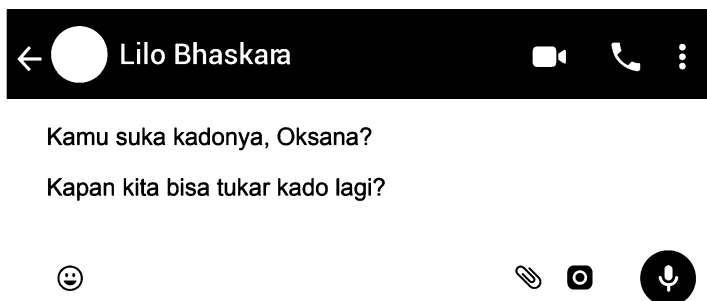 Lilo Bhaskara
Kamu suka kadonya, Oksana?
Kapan kita bisa tukar kado lagi?